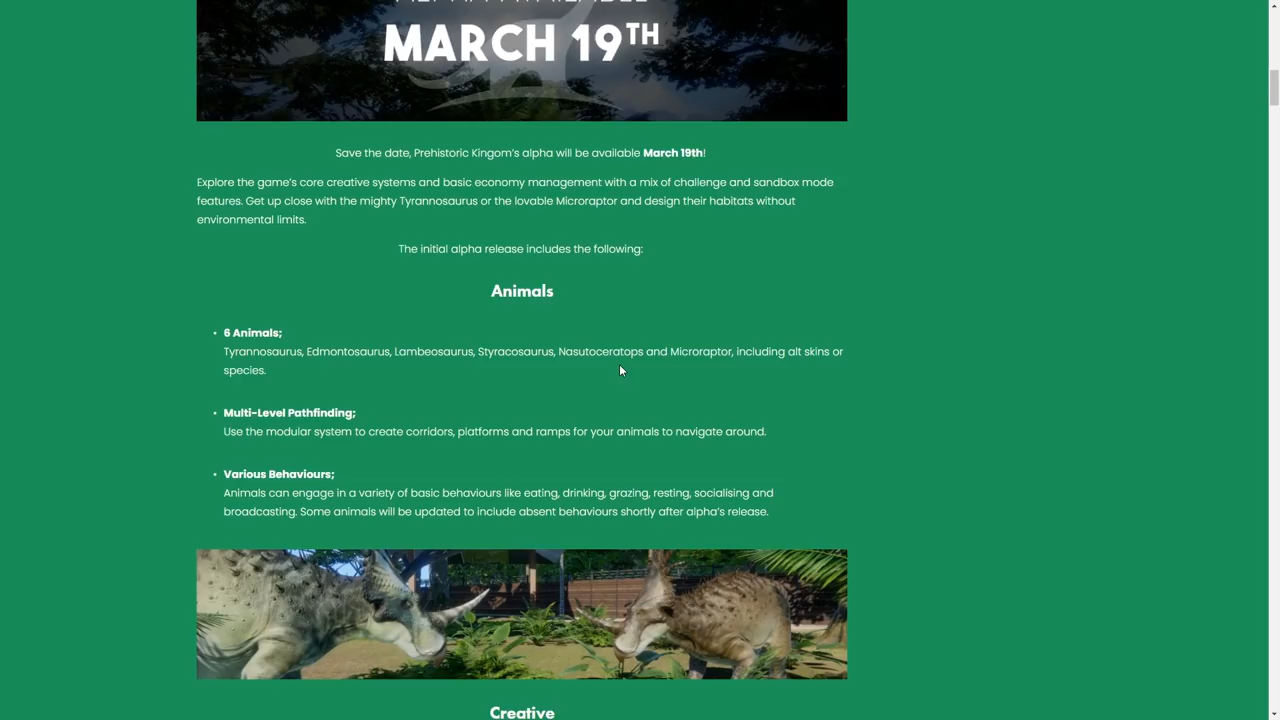 MARCH 19TH
Save the date, Prehistoric Kingom's alpha will be available March 19th!
Explore the game's core creative systems and basic economy management with a mix of challenge and sandbox mode
features. Get up close with the mighty Tyrannosaurus or the lovable Microraptor and design their habitats without
environmental limits.
The initial alpha release includes the following:
Animals
• 6 Animals;
Tyrannosaurus, Edmontosaurus, Lambeosaurus, Styracosaurus, Nasutoceratops and Microraptor, including alt skins or
species.
• Multi-Level Pathfinding;
Use the modular system to create corridors, platforms and ramps for your animals to navigate around.
• Various Behaviours;
Animals can engage in a variety of basic behaviours like eating, drinking, grazing, resting, socialising and
broadcasting. Some animals will be updated to include absent behaviours shortly after alpha's release.
Creative